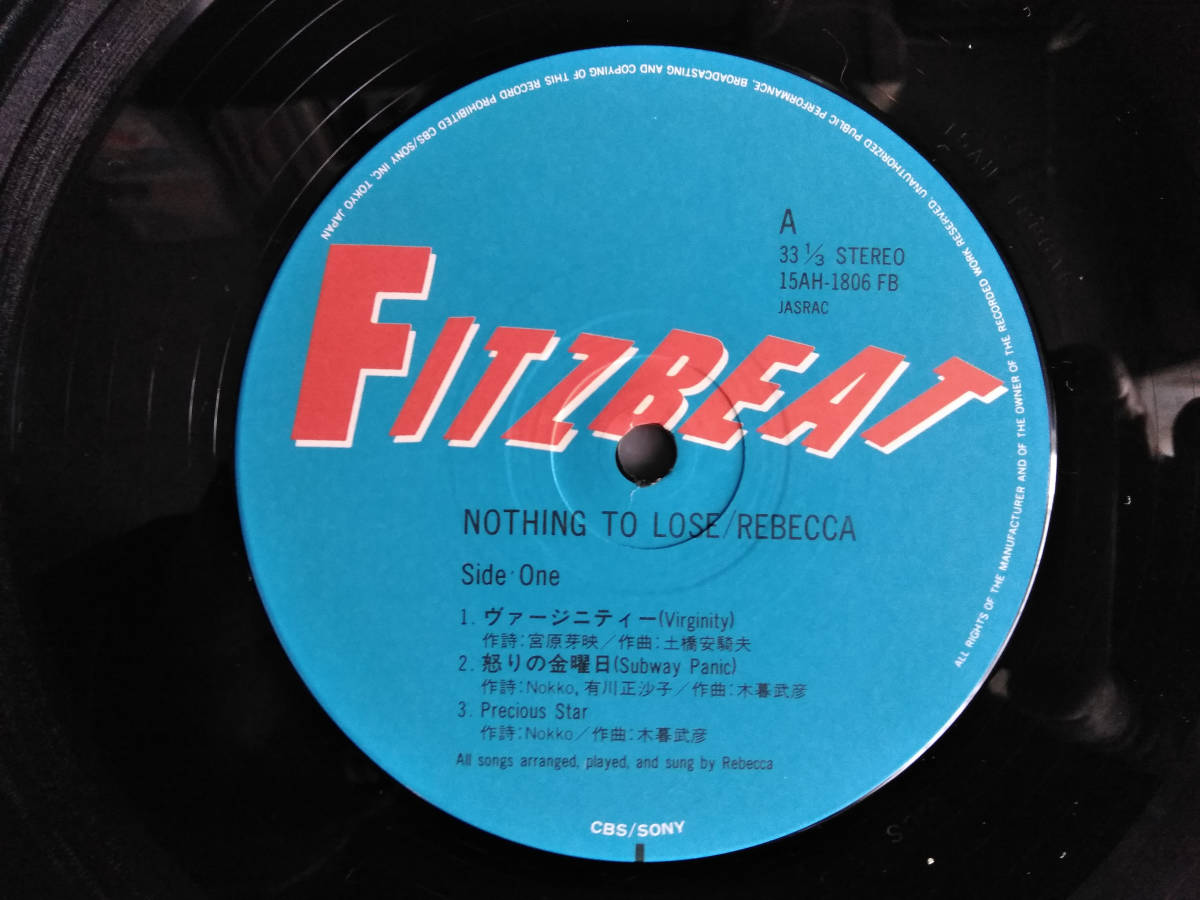 ALL RIGHTS OF THE MANUFACTURER AND OF THE OWNER OF THE RECORDED WORK RESERVED. UNAUTHORIZED PUBLIC PERFORMANCE, BROADCASTING AND COPYING OF THIS RECORD PROHIBITED CBS/SONY INC. TOKYO JAPAN
A
33 1/3 STEREO
15AH-1806 FB
JASRAC
FITZBEAT
NOTHING TO LOSE/REBECCA
Side One
1. ヴァージニティー(Virginity)
作詩:宮原芽映/作曲:土橋安騎夫
2. 怒りの金曜日(Subway Panic)
作詩:Nokko, 有川正沙子/作曲:木暮武彦
3. Precious Star
作詩:Nokko/作曲:木暮武彦
All songs arranged, played, and sung by Rebecca
CBS/SONY